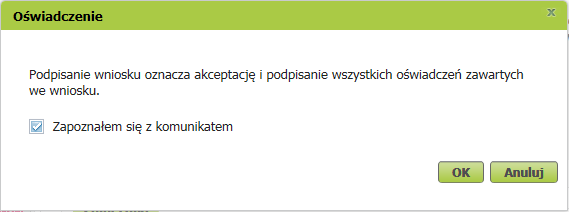 Oświadczenie
x
Podpisanie wniosku oznacza akceptację i podpisanie wszystkich oświadczeń zawartych
we wniosku.
Zapoznałem się z komunikatem
OK Anuluj